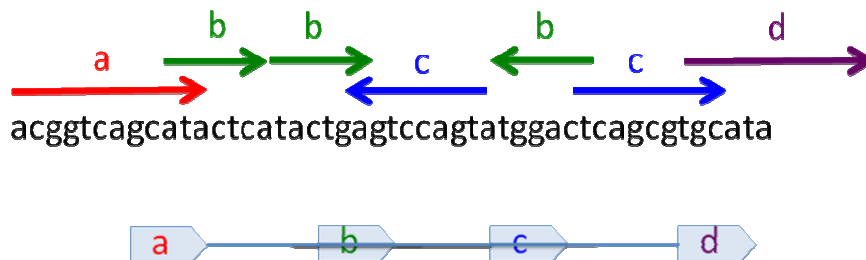 b b b d
a c c
acggtcagcatactcatactgagtccagtatggactcagcgtgcata
a b c d